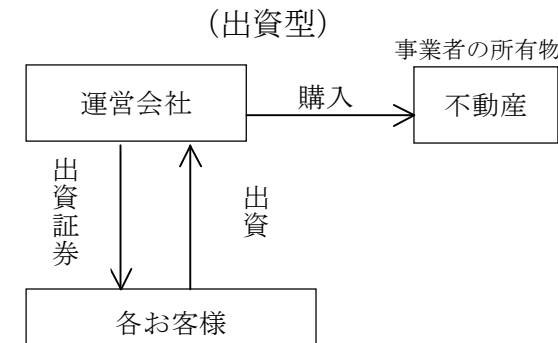 （出資型）
事業者の所有物
運営会社
購入
不動産
出資証券
出資
各お客様